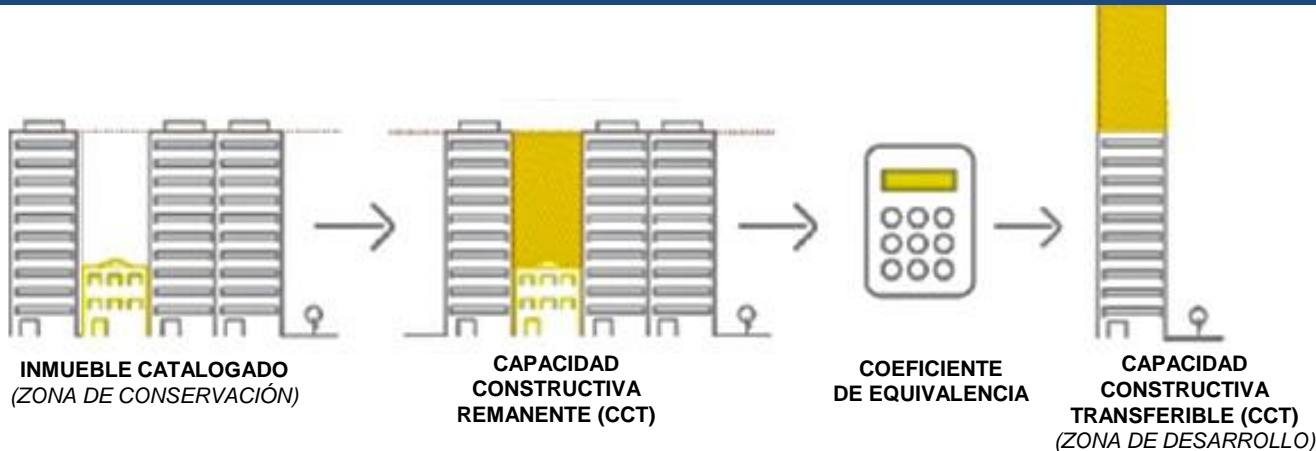 INMUEBLE CATALOGADO
(ZONA DE CONSERVACIÓN)
CAPACIDAD
CONSTRUCTIVA
REMANENTE (CCT)
COEFICIENTE
DE EQUIVALENCIA
CAPACIDAD
CONSTRUCTIVA
TRANSFERIBLE (CCT)
(ZONA DE DESARROLLO)